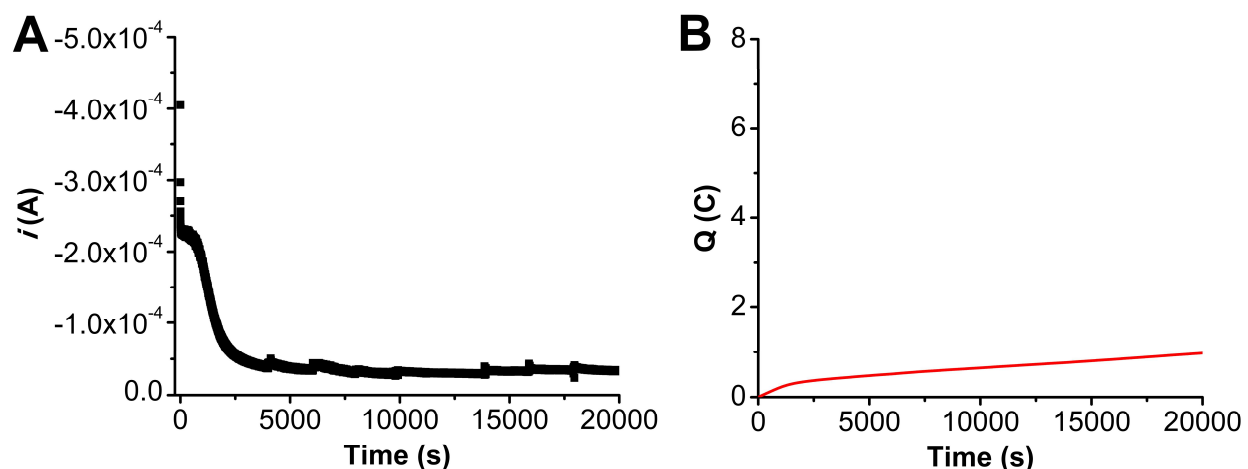 A
-5.0x10⁻⁴
-4.0x10⁻⁴
-3.0x10⁻⁴
-2.0x10⁻⁴
-1.0x10⁻⁴
0.0
i (A)
0 5000 10000 15000 20000
Time (s)
B
8
6
4
2
0
Q (C)
0 5000 10000 15000 20000
Time (s)